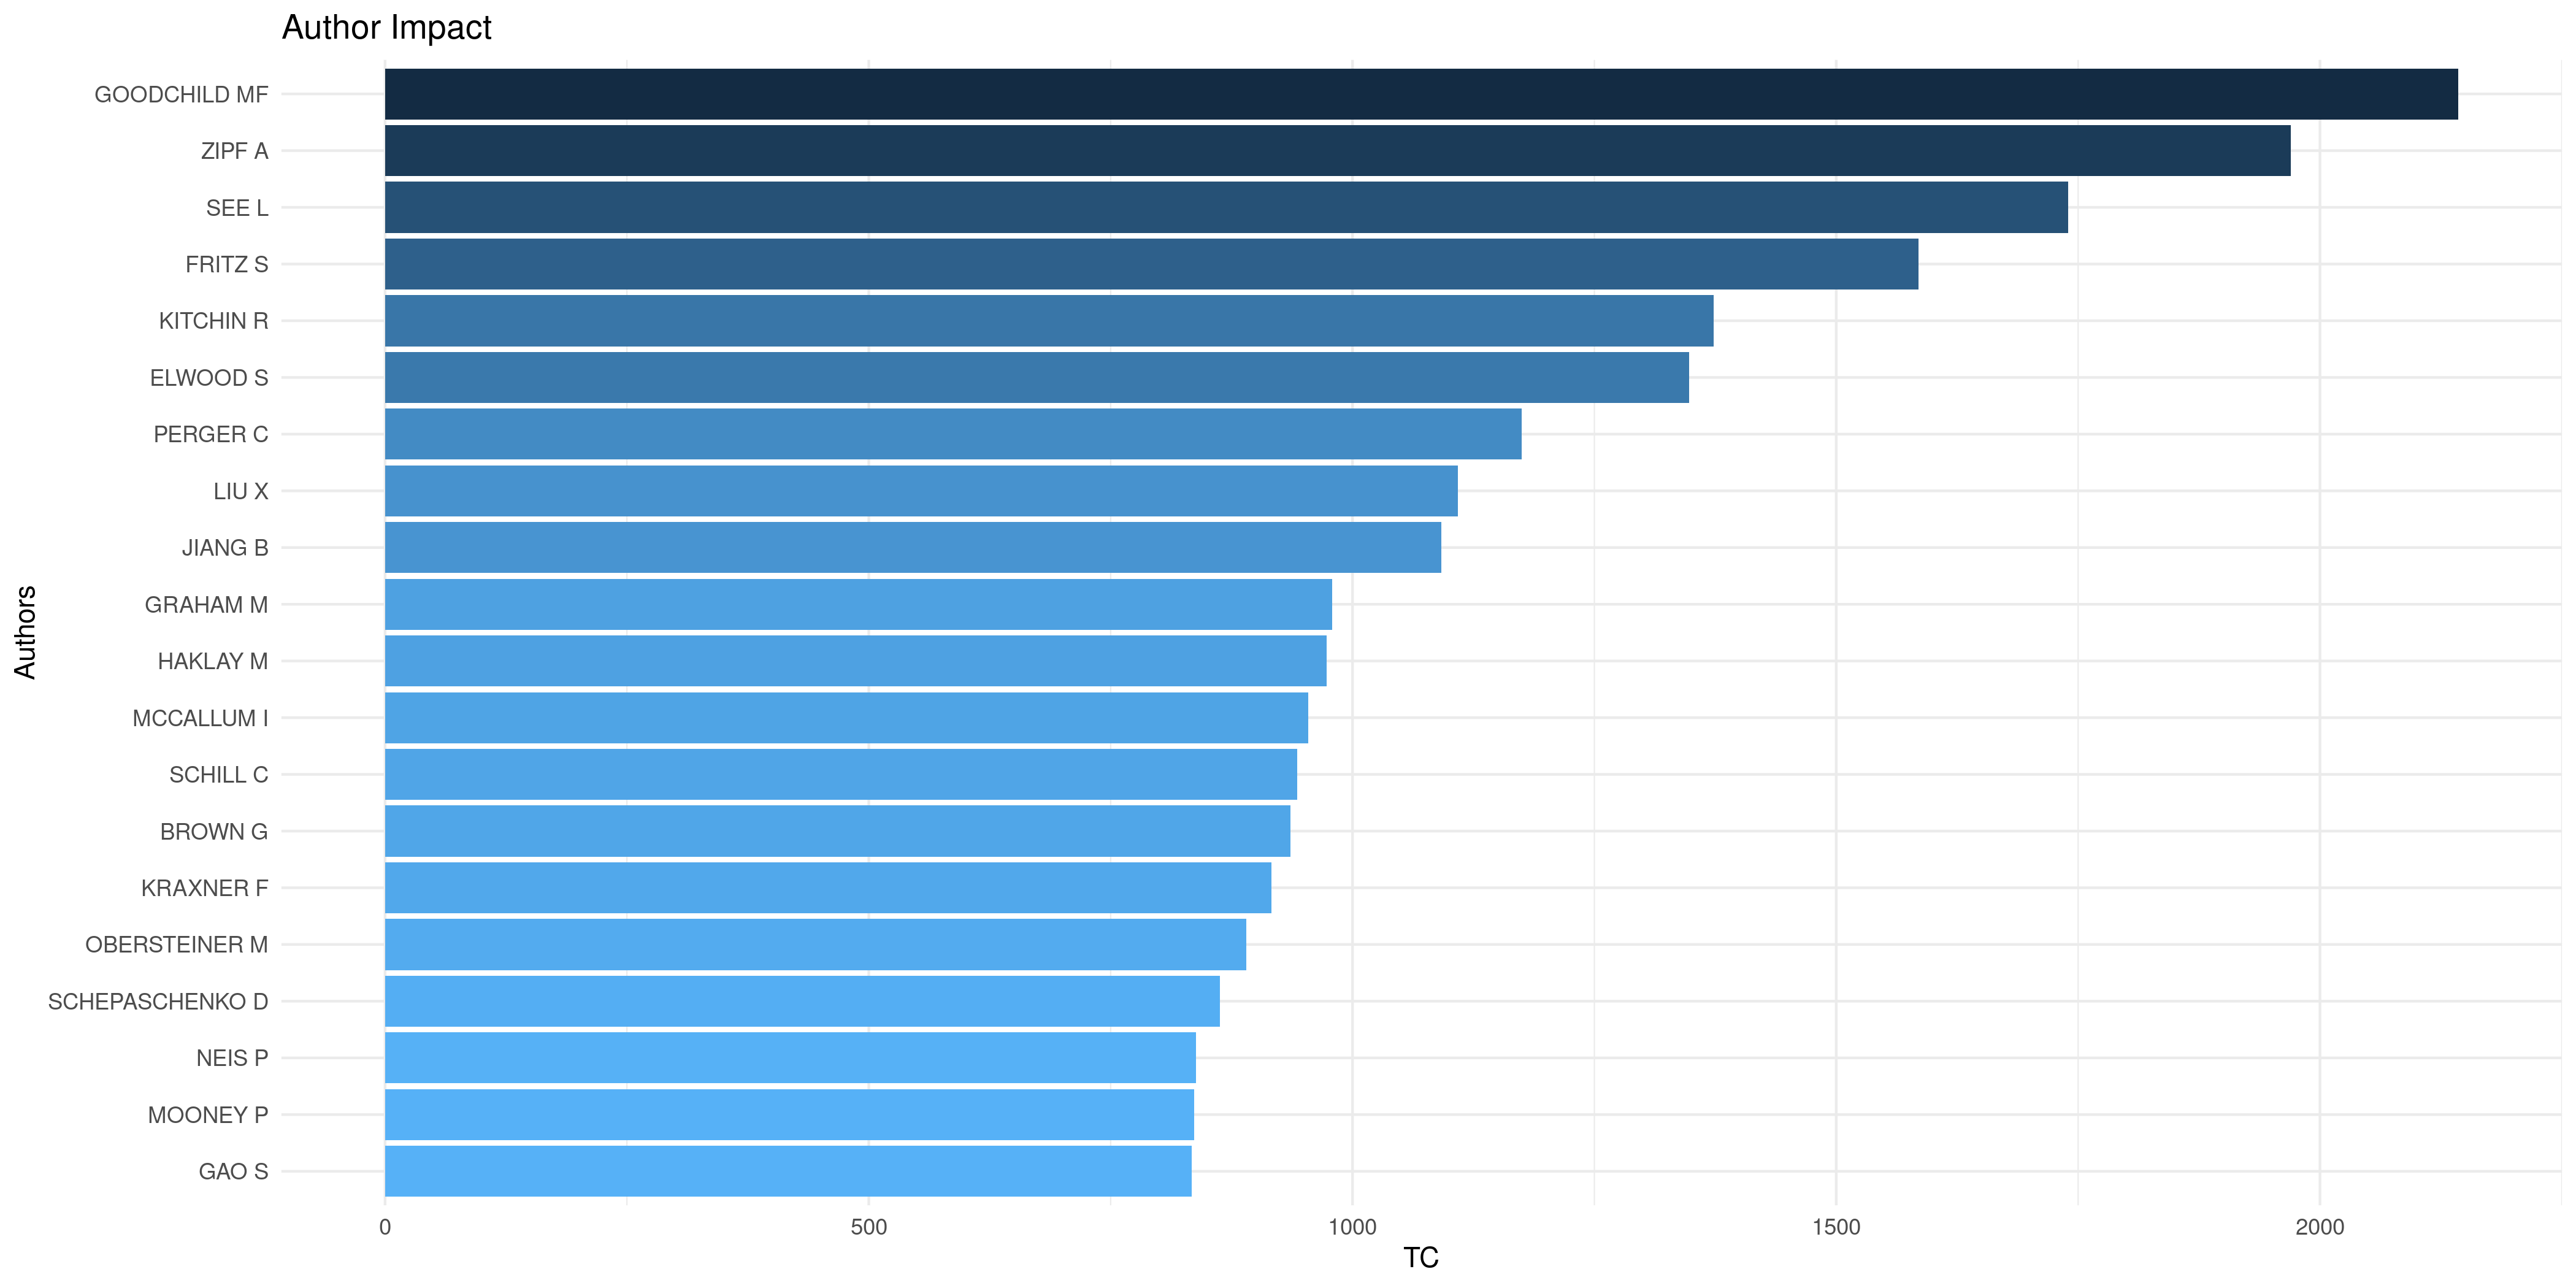 Author Impact
GOODCHILD MF
ZIPF A
SEE L
FRITZ S
KITCHIN R
ELWOOD S
PERGER C
LIU X
JIANG B
GRAHAM M
HAKLAY M
MCCALLUM I
SCHILL C
BROWN G
KRAXNER F
OBERSTEINER M
SCHEPASCHENKO D
NEIS P
MOONEY P
GAO S
Authors
0 500 1000 1500 2000
TC